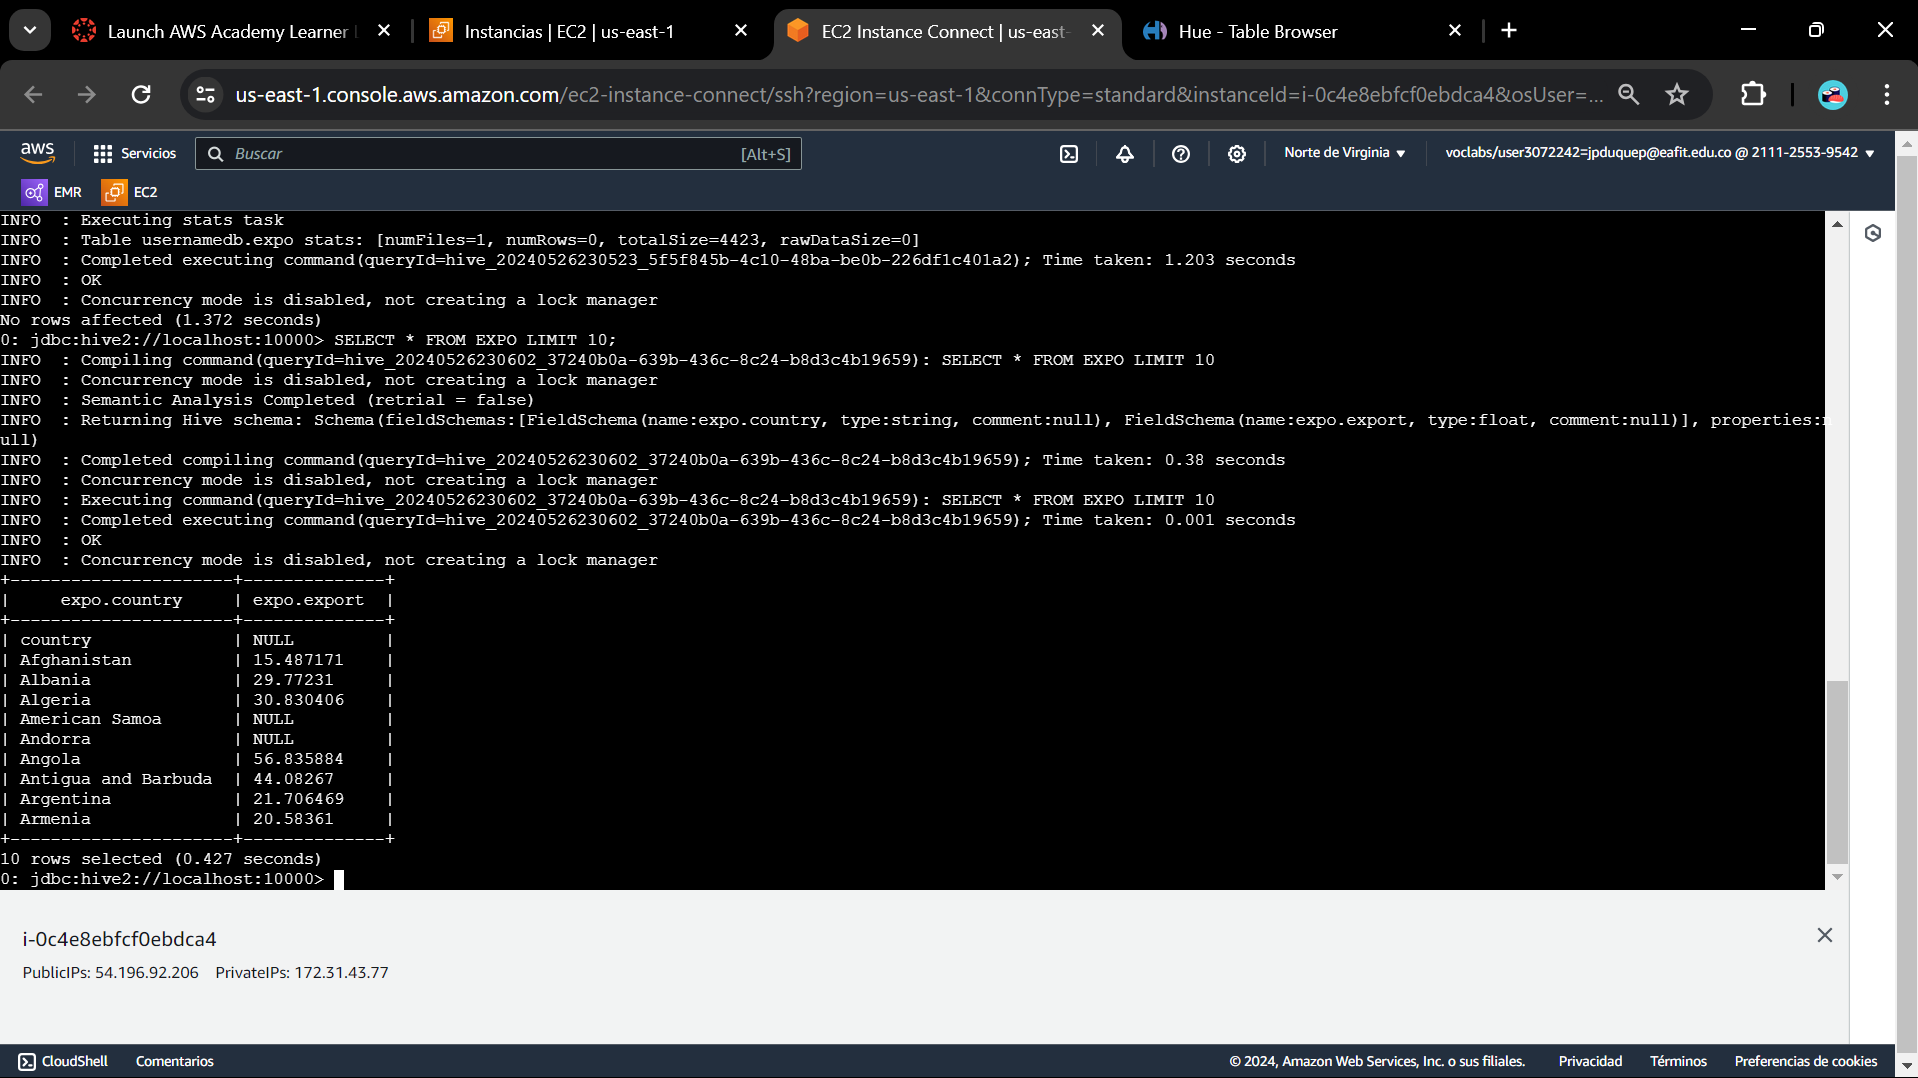 Launch AWS Academy Learner
Instancias | EC2 | us-east-1
EC2 Instance Connect | us-east-
Hue - Table Browser
us-east-1.console.aws.amazon.com/ec2-instance-connect/ssh?region=us-east-1&connType=standard&instanceId=i-0c4e8ebfcf0ebdca4&osUser=...
aws
Servicios
Buscar
[Alt+S]
Norte de Virginia
voclabs/user3072242=jpduquep@eafit.edu.co @ 2111-2553-9542
EMR
EC2
INFO  : Executing stats task
INFO  : Table usernamedb.expo stats: [numFiles=1, numRows=0, totalSize=4423, rawDataSize=0]
INFO  : Completed executing command(queryId=hive_20240526230523_5f5f845b-4c10-48ba-be0b-226df1c401a2); Time taken: 1.203 seconds
INFO  : OK
INFO  : Concurrency mode is disabled, not creating a lock manager
No rows affected (1.372 seconds)
0: jdbc:hive2://localhost:10000> SELECT * FROM EXPO LIMIT 10;
INFO  : Compiling command(queryId=hive_20240526230602_37240b0a-639b-436c-8c24-b8d3c4b19659): SELECT * FROM EXPO LIMIT 10
INFO  : Concurrency mode is disabled, not creating a lock manager
INFO  : Semantic Analysis Completed (retrial = false)
INFO  : Returning Hive schema: Schema(fieldSchemas:[FieldSchema(name:expo.country, type:string, comment:null), FieldSchema(name:expo.export, type:float, comment:null)], properties:n
ull)
INFO  : Completed compiling command(queryId=hive_20240526230602_37240b0a-639b-436c-8c24-b8d3c4b19659); Time taken: 0.38 seconds
INFO  : Concurrency mode is disabled, not creating a lock manager
INFO  : Executing command(queryId=hive_20240526230602_37240b0a-639b-436c-8c24-b8d3c4b19659): SELECT * FROM EXPO LIMIT 10
INFO  : Completed executing command(queryId=hive_20240526230602_37240b0a-639b-436c-8c24-b8d3c4b19659); Time taken: 0.001 seconds
INFO  : OK
INFO  : Concurrency mode is disabled, not creating a lock manager
+----------------------+--------------+
|     expo.country     | expo.export  |
+----------------------+--------------+
| country              | NULL         |
| Afghanistan          | 15.487171    |
| Albania              | 29.77231     |
| Algeria              | 30.830406    |
| American Samoa       | NULL         |
| Andorra              | NULL         |
| Angola               | 56.835884    |
| Antigua and Barbuda  | 44.08267     |
| Argentina            | 21.706469    |
| Armenia              | 20.58361     |
+----------------------+--------------+
10 rows selected (0.427 seconds)
0: jdbc:hive2://localhost:10000>
i-0c4e8ebfcf0ebdca4
PublicIPs: 54.196.92.206    PrivateIPs: 172.31.43.77
CloudShell
Comentarios
© 2024, Amazon Web Services, Inc. o sus filiales.
Privacidad
Términos
Preferencias de cookies